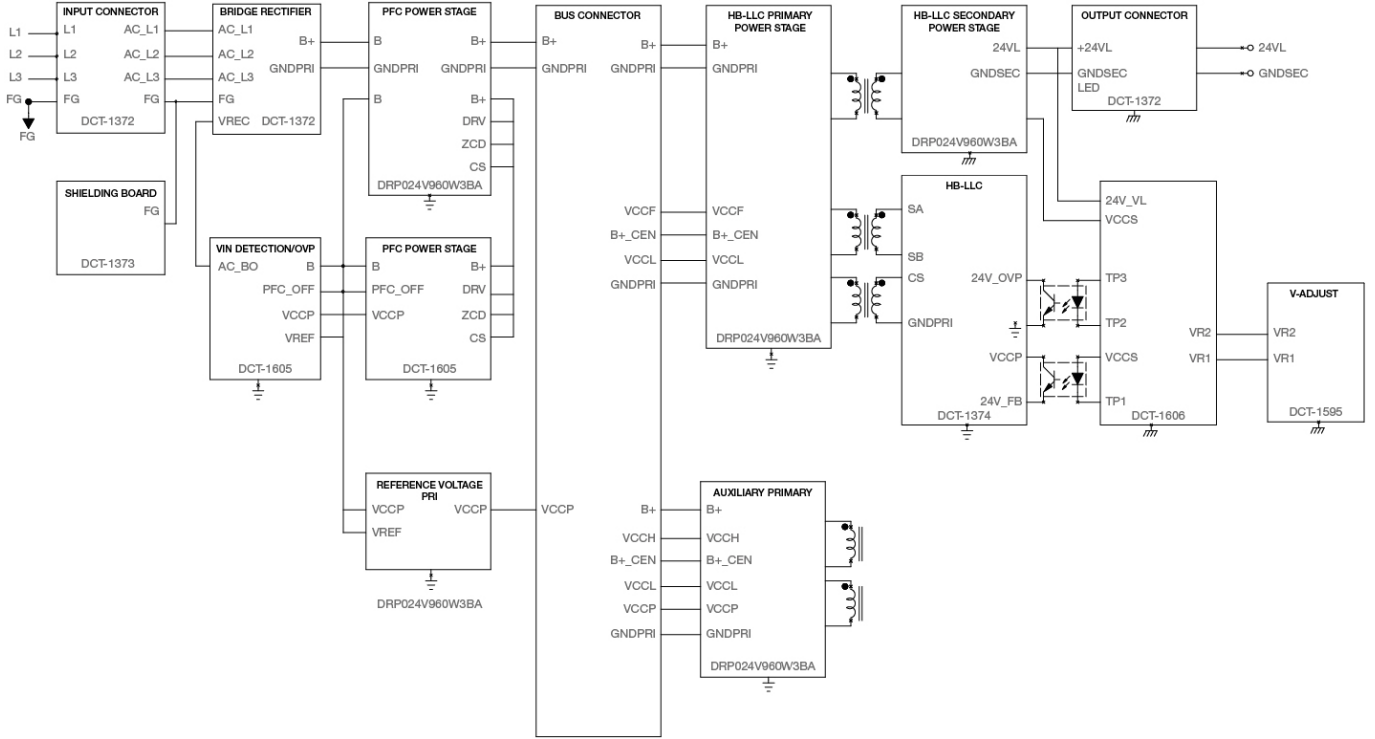 INPUT CONNECTOR
L1 L1 AC_L1
L2 L2 AC_L2
L3 L3 AC_L3
FG FG FG
DCT-1372
FG
BRIDGE RECTIFIER
AC_L1
B+
AC_L2
GNDPRI
AC_L3
FG
VREC DCT-1372
PFC POWER STAGE
B B+
GNDPRI GNDPRI
B B+
DRV
ZCD
CS
DRP024V960W3BA
SHIELDING BOARD
FG
DCT-1373
VIN DETECTION/OVP
AC_BO B
PFC_OFF
VCCP
VREF
DCT-1605
PFC POWER STAGE
B B+
PFC_OFF DRV
VCCP ZCD
CS
DCT-1605
REFERENCE VOLTAGE
PRI
VCCP VCCP
VREF
DRP024V960W3BA
BUS CONNECTOR
B+ B+
GNDPRI GNDPRI
VCCF
B+_CEN
VCCL
GNDPRI
VCCP B+
VCCH
B+_CEN
VCCL
VCCP
GNDPRI
HB-LLC PRIMARY
POWER STAGE
B+
GNDPRI
VCCF
B+_CEN
VCCL
GNDPRI
DRP024V960W3BA
AUXILIARY PRIMARY
B+
VCCH
B+_CEN
VCCL
VCCP
GNDPRI
DRP024V960W3BA
HB-LLC SECONDARY
POWER STAGE
24VL
GNDSEC
DRP024V960W3BA
HB-LLC
SA
SB
CS
24V_OVP
GNDPRI
VCCP
24V_FB
DCT-1374
OUTPUT CONNECTOR
+24VL 24VL
GNDSEC GNDSEC
LED
DCT-1372
24V_VL
VCCS
TP3
TP2
VR2
VCCS VR1
TP1
DCT-1606
V-ADJUST
VR2
VR1
DCT-1595